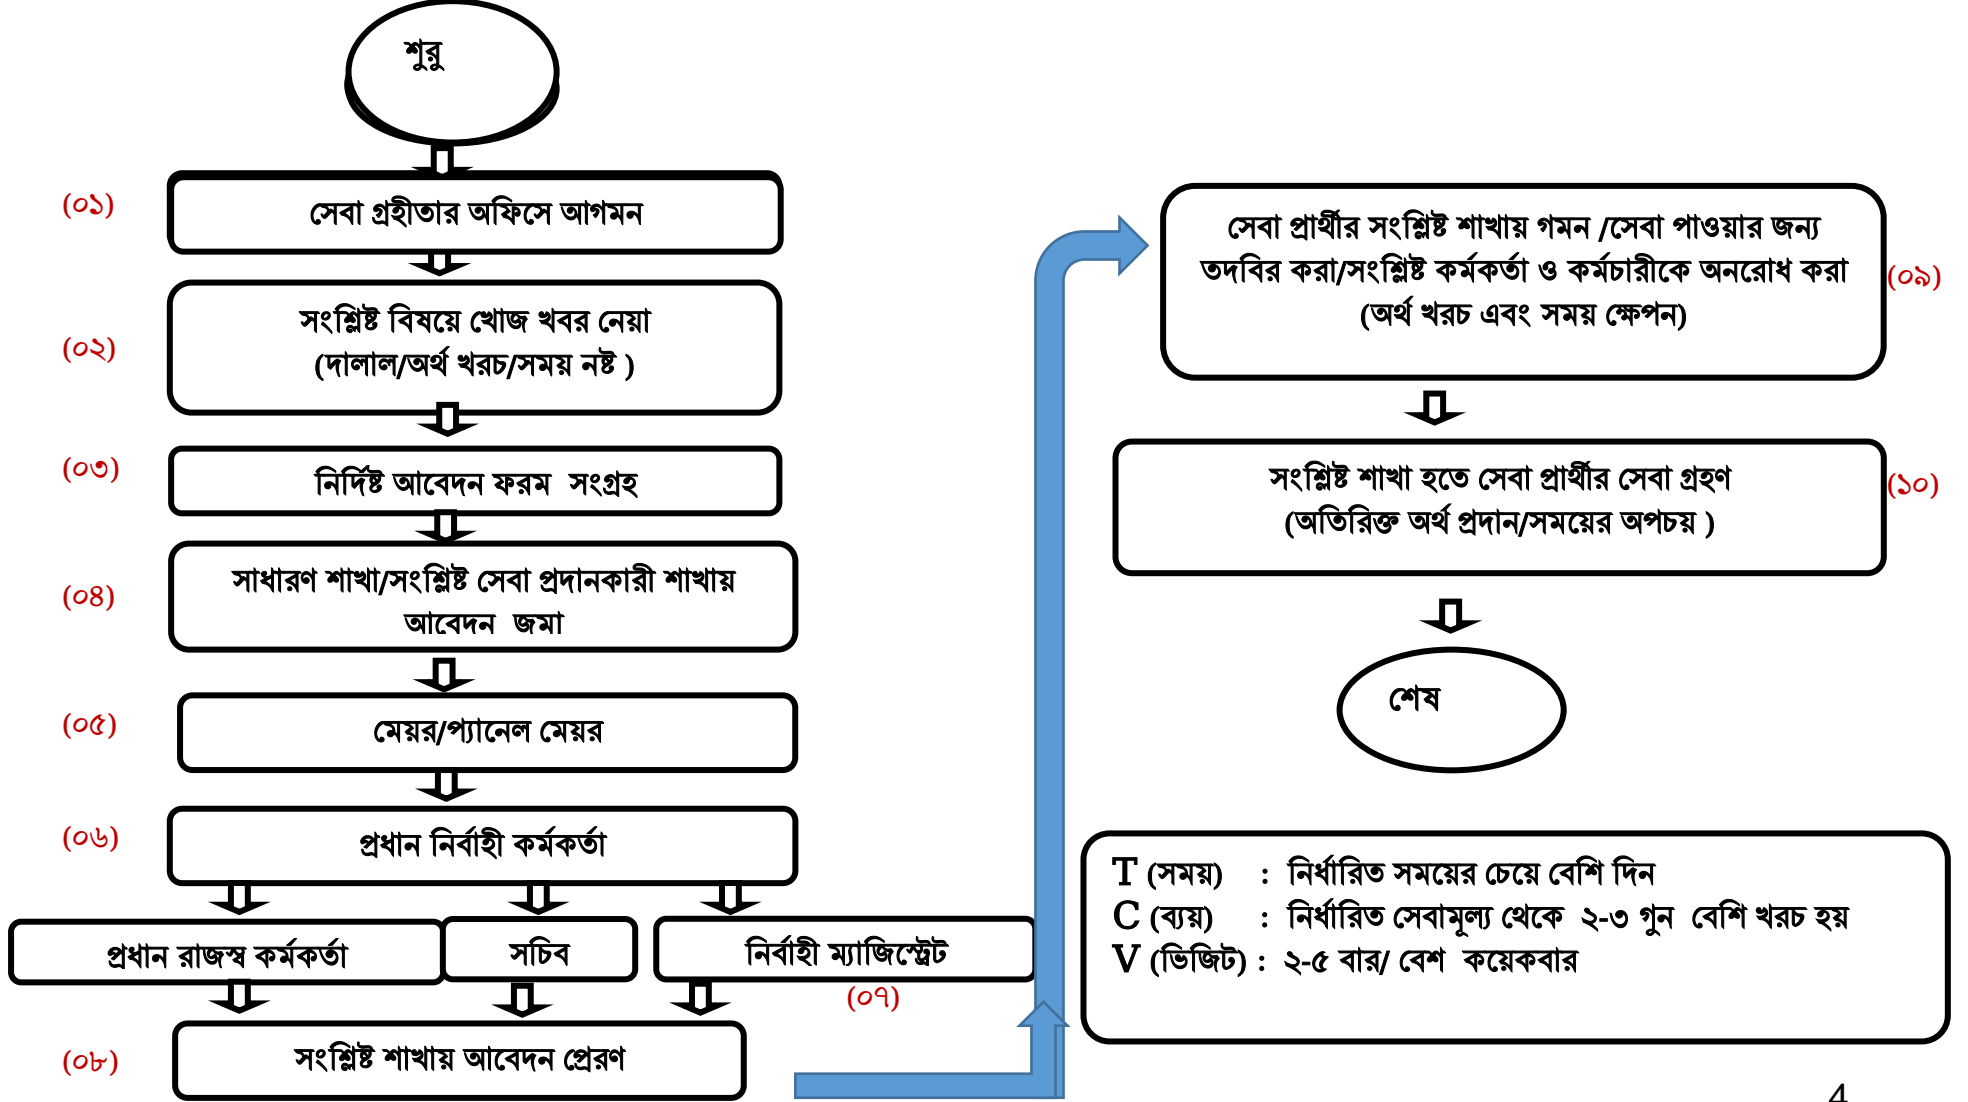 শুরু
(০১)
সেবা গ্রহীতার অফিসে আগমন
(০২)
সংশ্লিষ্ট বিষয়ে খোজ খবর নেয়া
(দালাল/অর্থ খরচ/সময় নষ্ট )
(০৩)
নির্দিষ্ট আবেদন ফরম সংগ্রহ
(০৪)
সাধারণ শাখা/সংশ্লিষ্ট সেবা প্রদানকারী শাখায়
আবেদন জমা
(০৫)
মেয়র/প্যানেল মেয়র
(০৬)
প্রধান নির্বাহী কর্মকর্তা
প্রধান রাজস্ব কর্মকর্তা
সচিব
নির্বাহী ম্যাজিস্ট্রেট
(০৭)
(০৮)
সংশ্লিষ্ট শাখায় আবেদন প্রেরণ
সেবা প্রার্থীর সংশ্লিষ্ট শাখায় গমন /সেবা পাওয়ার জন্য
তদবির করা/সংশ্লিষ্ট কর্মকর্তা ও কর্মচারীকে অনরোধ করা
(অর্থ খরচ এবং সময় ক্ষেপন)
(০৯)
সংশ্লিষ্ট শাখা হতে সেবা প্রার্থীর সেবা গ্রহণ
(অতিরিক্ত অর্থ প্রদান/সময়ের অপচয় )
(১০)
শেষ
T (সময়) : নির্ধারিত সময়ের চেয়ে বেশি দিন
C (ব্যয়) : নির্ধারিত সেবামূল্য থেকে ২-৩ গুন বেশি খরচ হয়
V (ভিজিট) : ২-৫ বার/ বেশ কয়েকবার
4